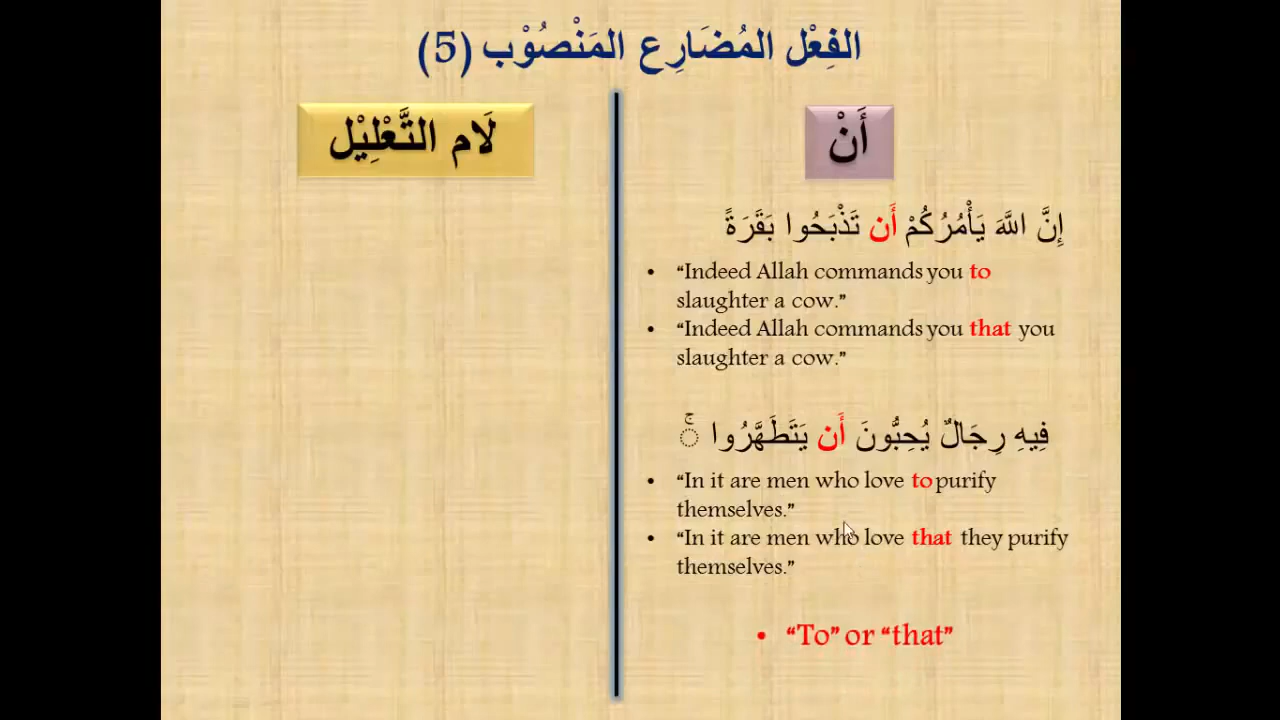 الفِعْل المُضَارِع المَنْصُوْب (5)
أَنْ
إِنَّ اللَّهَ يَأْمُرُكُمْ أَن تَذْبَحُوا بَقَرَةً
• “Indeed Allah commands you to
slaughter a cow.”
• “Indeed Allah commands you that you
slaughter a cow.”
فِيهِ رِجَالٌ يُحِبُّونَ أَن يَتَطَهَّرُوا ۚ
• “In it are men who love to purify
themselves.”
• “In it are men who love that they purify
themselves.”
• “To” or “that”
لَام التَّعْلِيْل